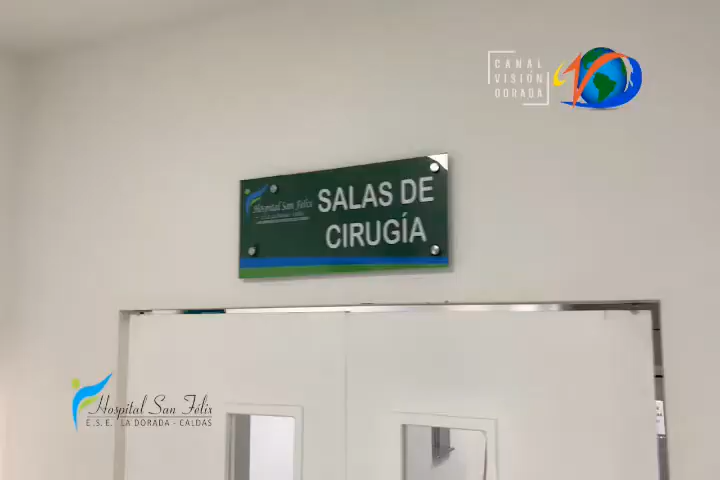 CANAL
VISIÓN
DORADA
Hospital San Félix
SALAS DE
CIRUGÍA
Hospital San Félix
E.S.E. LA DORADA - CALDAS